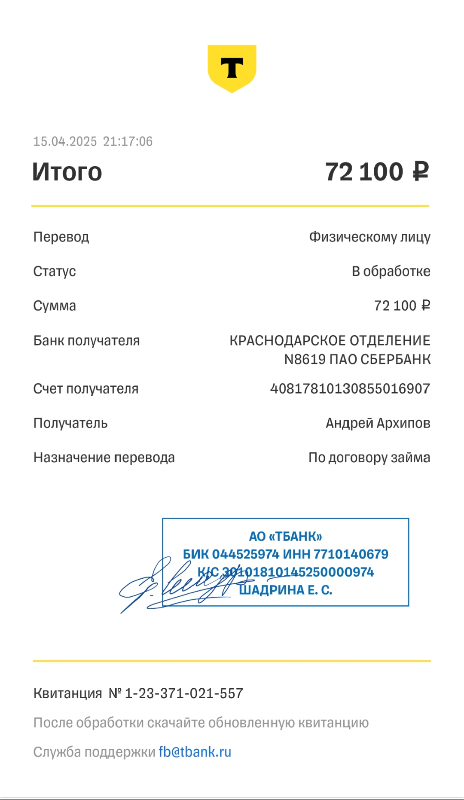 Т
15.04.2025 21:17:06
Итого 72 100 ₽
Перевод Физическому лицу
Статус В обработке
Сумма 72 100 ₽
Банк получателя КРАСНОДАРСКОЕ ОТДЕЛЕНИЕ
N8619 ПАО СБЕРБАНК
Счет получателя 40817810130855016907
Получатель Андрей Архипов
Назначение перевода По договору займа
АО «ТБАНК»
БИК 044525974 ИНН 7710140679
К/С 30101810145250000974
ШАДРИНА Е. С.
Квитанция № 1-23-371-021-557
После обработки скачайте обновленную квитанцию
Служба поддержки fb@tbank.ru